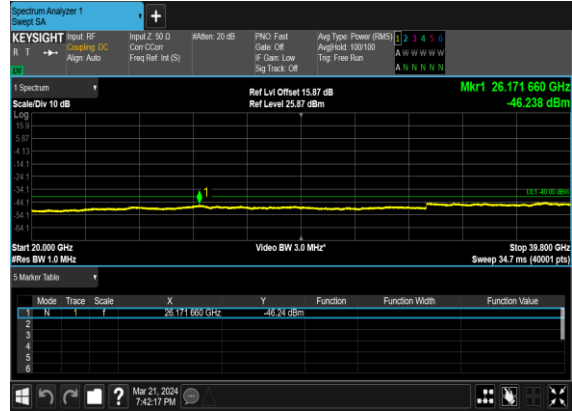 Spectrum Analyzer 1
Swept SA
KEYSIGHT
R T
LW
Input: RF
Coupling: DC
Align: Auto
Input Z: 50 Ω
Corr CCorr
Freq Ref: Int (S)
#Atten: 20 dB
PNO: Fast
Gate: Off
IF Gain: Low
Sig Track: Off
Avg Type: Power (RMS)
Avg|Hold: 100/100
Trig: Free Run
1 2 3 4 5 6
A W W W W W
A N N N N N
1 Spectrum
Scale/Div 10 dB
Ref Lvl Offset 15.87 dB
Ref Level 25.87 dBm
Mkr1 26.171 660 GHz
-46.238 dBm
Log
15.9
5.87
-4.13
-14.1
-24.1
-34.1
-44.1
-54.1
-64.1
1
DL1 -40.00 dBm
Start 20.000 GHz
#Res BW 1.0 MHz
Video BW 3.0 MHz*
Stop 39.800 GHz
Sweep 34.7 ms (40001 pts)
5 Marker Table
Mode Trace Scale X Y Function Function Width Function Value
1 N 1 f 26.171 660 GHz -46.24 dBm
2
3
4
5
6
?
Mar 21, 2024
7:42:17 PM